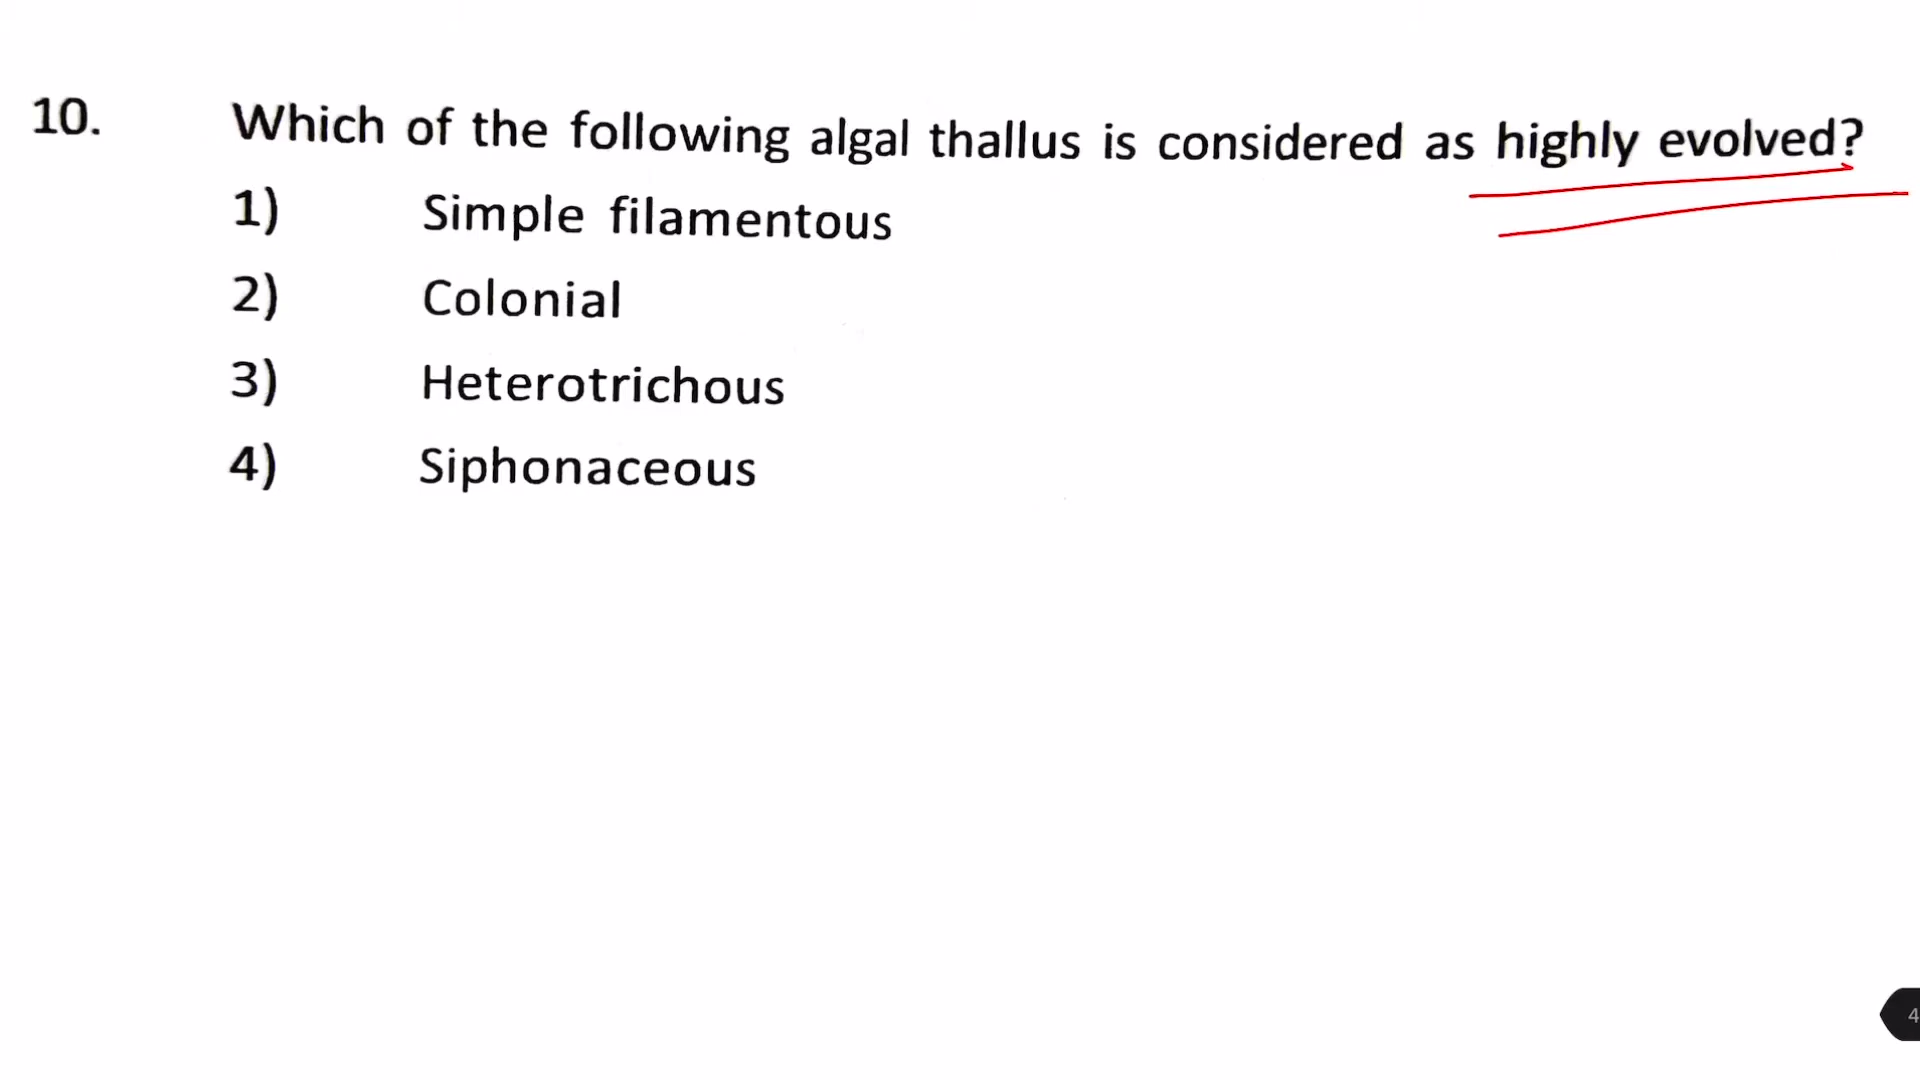 10. Which of the following algal thallus is considered as highly evolved?
1) Simple filamentous
2) Colonial
3) Heterotrichous
4) Siphonaceous
4